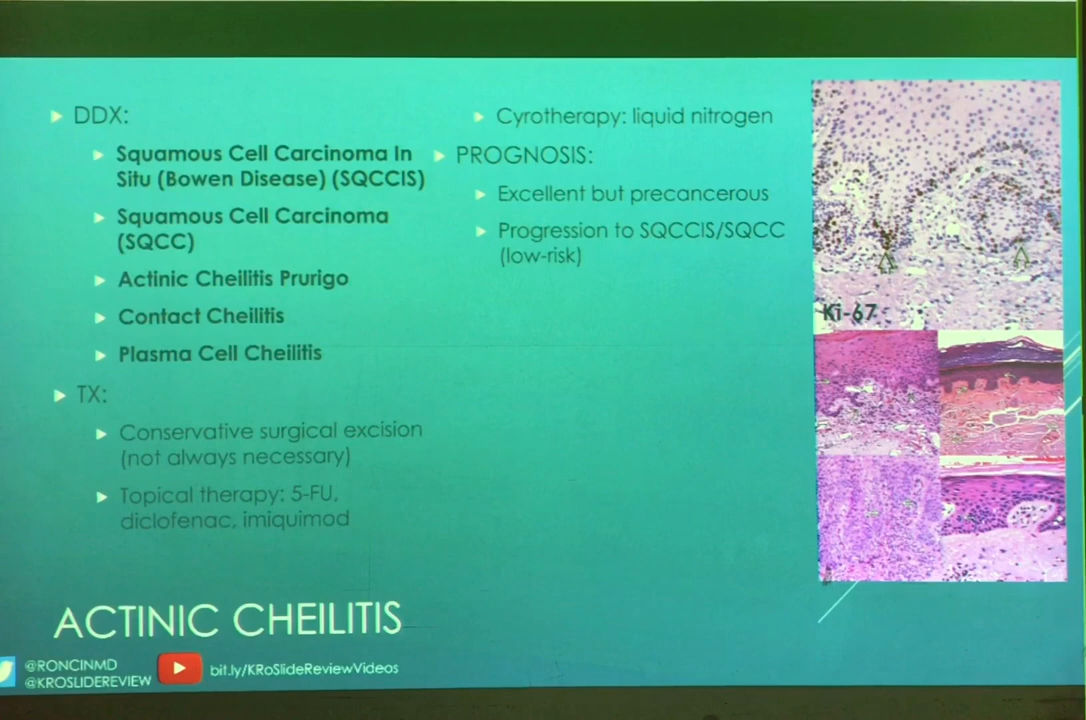 DDX:
Squamous Cell Carcinoma In
Situ (Bowen Disease) (SQCCIS)
Squamous Cell Carcinoma
(SQCC)
Actinic Cheilitis Prurigo
Contact Cheilitis
Plasma Cell Cheilitis
TX:
Conservative surgical excision
(not always necessary)
Topical therapy: 5-FU,
diclofenac, imiquimod
Cyrotherapy: liquid nitrogen
PROGNOSIS:
Excellent but precancerous
Progression to SQCCIS/SQCC
(low-risk)
Ki-67
ACTINIC CHEILITIS
@RONCINMD
@KROSLIDEREVIEW
bit.ly/KRoSlideReviewVideos